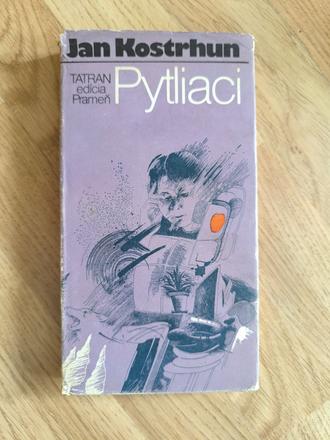 Jan Kostrhun
TATRAN
edícia
Prameň
Pytliaci